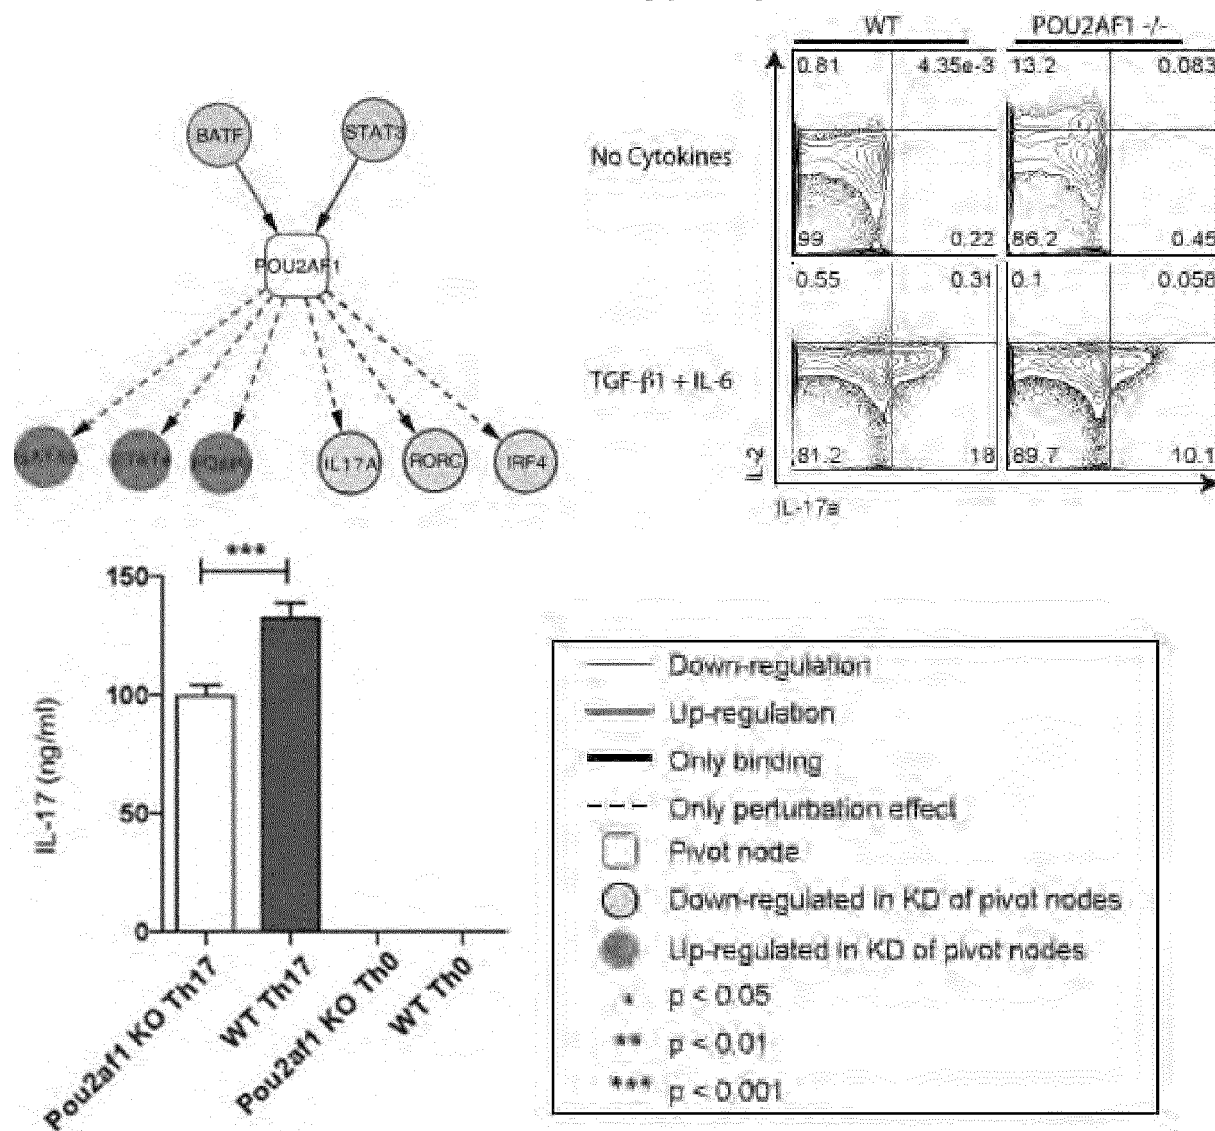 WT
POU2AF1 -/-
BATF
STAT3
POU2AF1
IL17A
RORC
IRF4
No Cytokines
0.81
4.35e-3
13.2
0.083
99
0.22
86.2
0.45
TGF-β1 + IL-6
0.55
0.31
0.1
0.058
81.2
18
89.7
10.1
IL-2
IL-17a
***
150
100
50
0
IL-17 (ng/ml)
Pou2af1 KO Th17
WT Th17
Pou2af1 KO Th0
WT Th0
Down-regulation
Up-regulation
Only binding
Only perturbation effect
Pivot node
Down-regulated in KD of pivot nodes
Up-regulated in KD of pivot nodes
* p < 0.05
** p < 0.01
*** p < 0.001